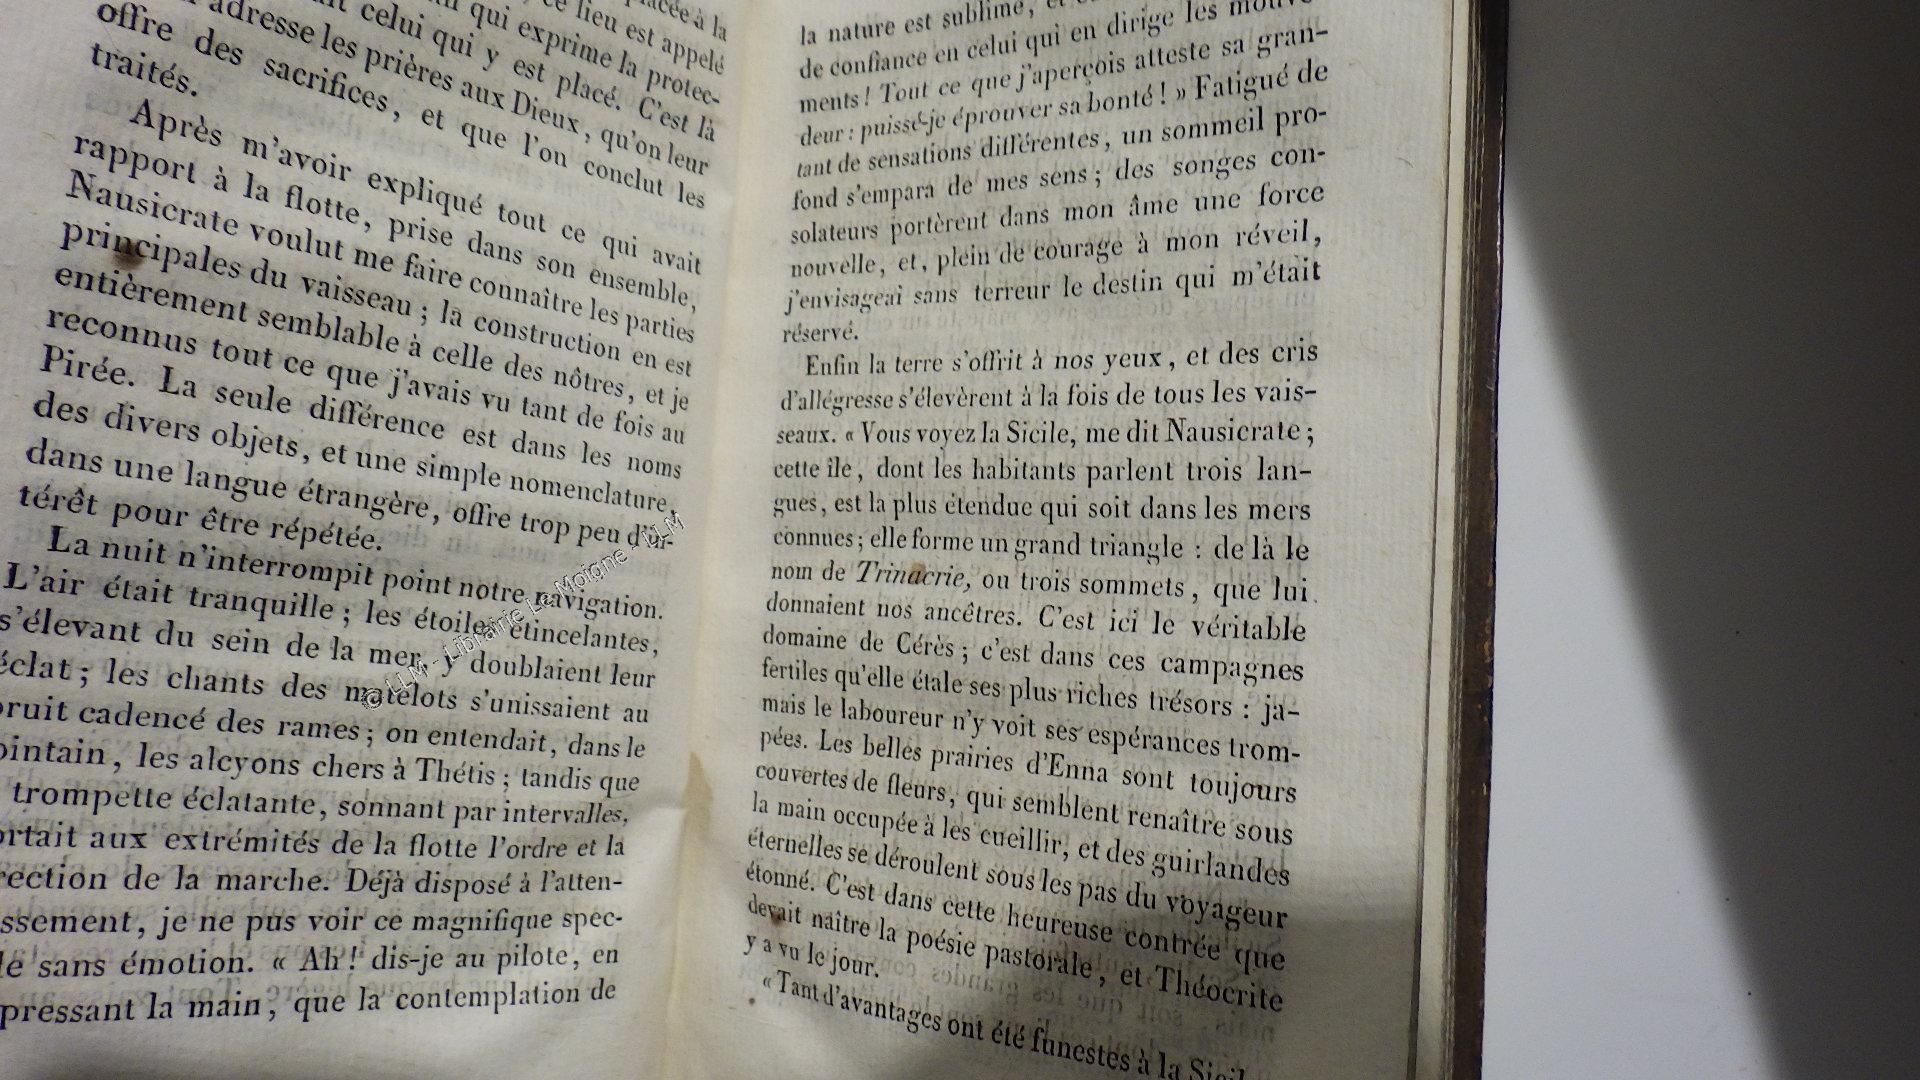 placée à la
ce lieu est appelé
qui exprime la protec-
celui qui y est placé. C'est là
adresse les prières aux Dieux, qu'on leur
offre des sacrifices, et que l'on conclut les
traités.
Après m'avoir expliqué tout ce qui avait
rapport à la flotte, prise dans son ensemble,
Nausicrate voulut me faire connaître les parties
principales du vaisseau ; la construction en est
entièrement semblable à celle des nôtres, et je
reconnus tout ce que j'avais vu tant de fois au
Pirée. La seule différence est dans les noms
des divers objets, et une simple nomenclature,
dans une langue étrangère, offre trop peu d'in-
térêt pour être répétée.
La nuit n'interrompit point notre navigation.
L'air était tranquille ; les étoiles étincelantes,
s'élevant du sein de la mer, y doublaient leur
éclat ; les chants des matelots s'unissaient au
bruit cadencé des rames ; on entendait, dans le
ointain, les alcyons chers à Thétis ; tandis que
trompette éclatante, sonnant par intervalles,
ortait aux extrémités de la flotte l'ordre et la
rection de la marche. Déjà disposé à l'atten-
ssement, je ne pus voir ce magnifique spec-
le sans émotion. « Ah ! dis-je au pilote, en
pressant la main, que la contemplation de
© LLM - Librairie Le Moigne - LLM
la nature est sublime,
de confiance en celui qui en dirige les mouve-
ments ! Tout ce que j'aperçois atteste sa gran-
deur : puissé-je éprouver sa bonté ! » Fatigué de
tant de sensations différentes, un sommeil pro-
fond s'empara de mes sens ; des songes con-
solateurs portèrent dans mon âme une force
nouvelle, et, plein de courage à mon réveil,
j'envisageai sans terreur le destin qui m'était
réservé.
Enfin la terre s'offrit à nos yeux, et des cris
d'allégresse s'élevèrent à la fois de tous les vais-
seaux. « Vous voyez la Sicile, me dit Nausicrate ;
cette île, dont les habitants parlent trois lan-
gues, est la plus étendue qui soit dans les mers
connues ; elle forme un grand triangle : de là le
nom de Trinacrie, ou trois sommets, que lui
donnaient nos ancêtres. C'est ici le véritable
domaine de Cérès ; c'est dans ces campagnes
fertiles qu'elle étale ses plus riches trésors : ja-
mais le laboureur n'y voit ses espérances trom-
pées. Les belles prairies d'Enna sont toujours
couvertes de fleurs, qui semblent renaître sous
la main occupée à les cueillir, et des guirlandes
éternelles se déroulent sous les pas du voyageur
étonné. C'est dans cette heureuse contrée que
devait naître la poésie pastorale, et Théocrite
y a vu le jour.
« Tant d'avantages ont été funestes à la Sicil